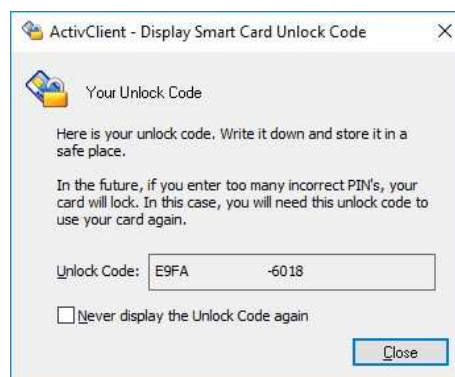 ActivClient - Display Smart Card Unlock Code
Your Unlock Code
Here is your unlock code. Write it down and store it in a
safe place.
In the future, if you enter too many incorrect PIN's, your
card will lock. In this case, you will need this unlock code to
use your card again.
Unlock Code: E9FA -6018
Never display the Unlock Code again
Close